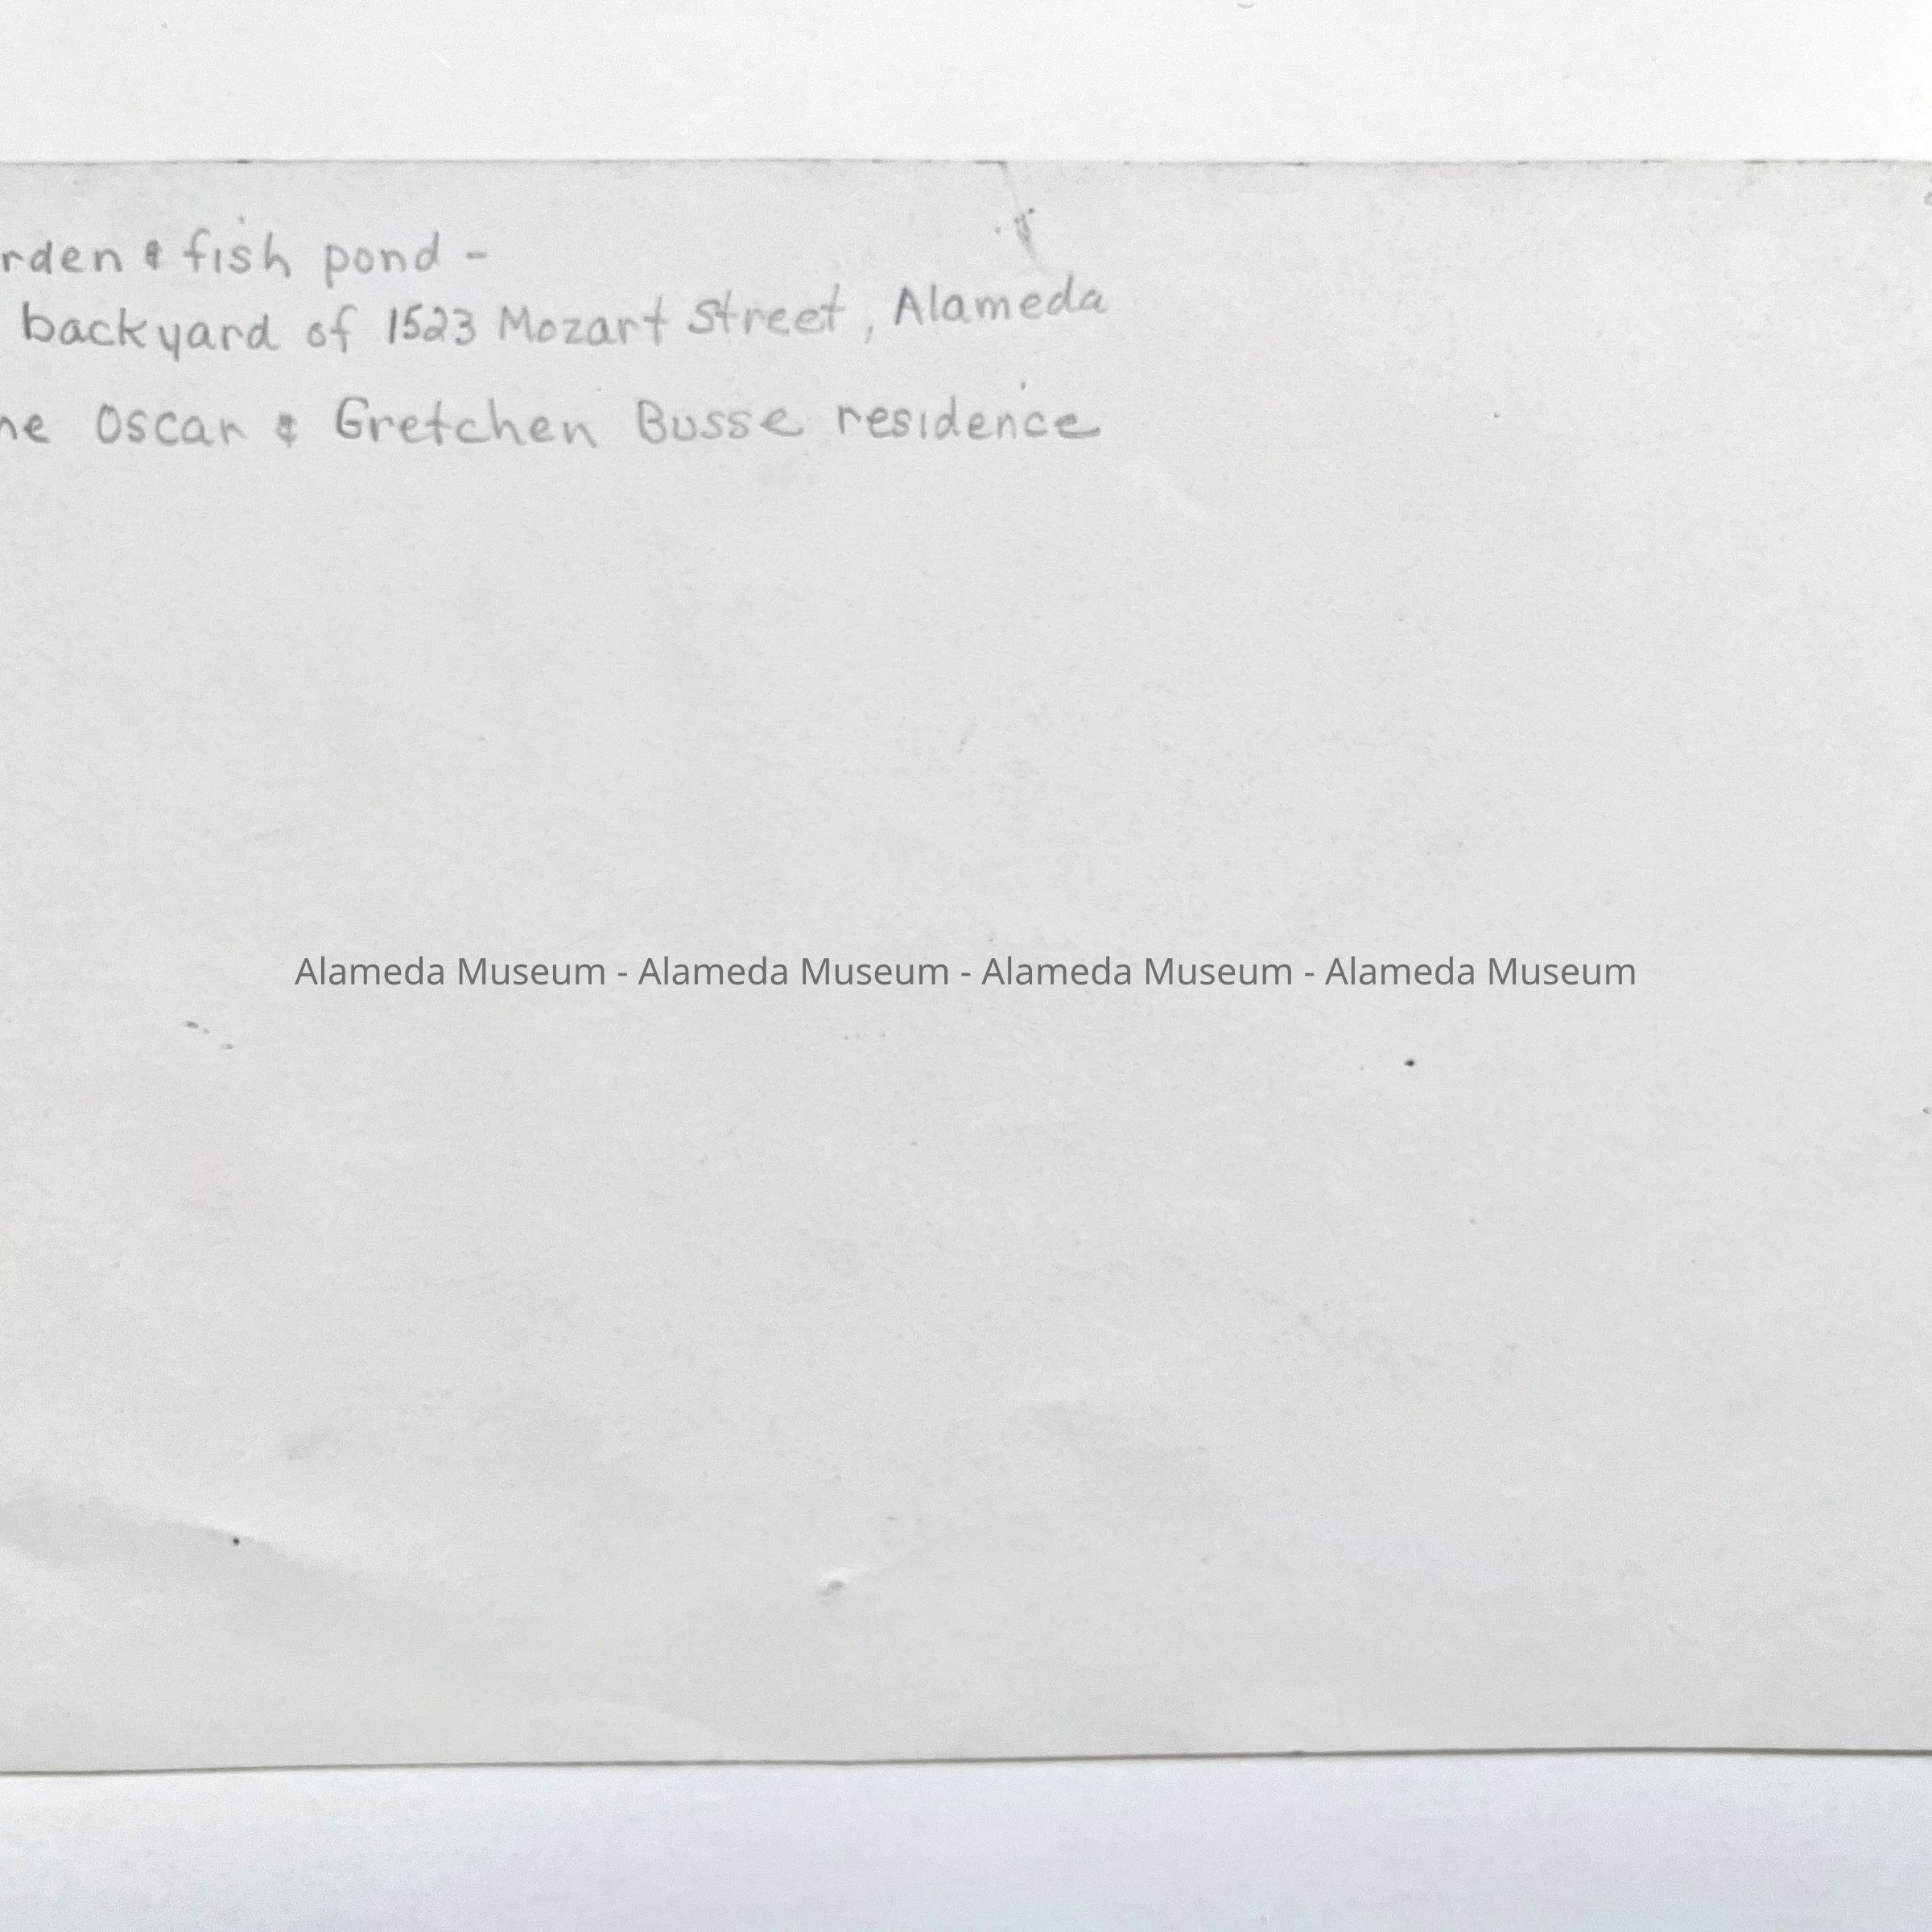 rden & fish pond -
backyard of 1523 Mozart Street, Alameda
he Oscar & Gretchen Busse residence
Alameda Museum - Alameda Museum - Alameda Museum - Alameda Museum